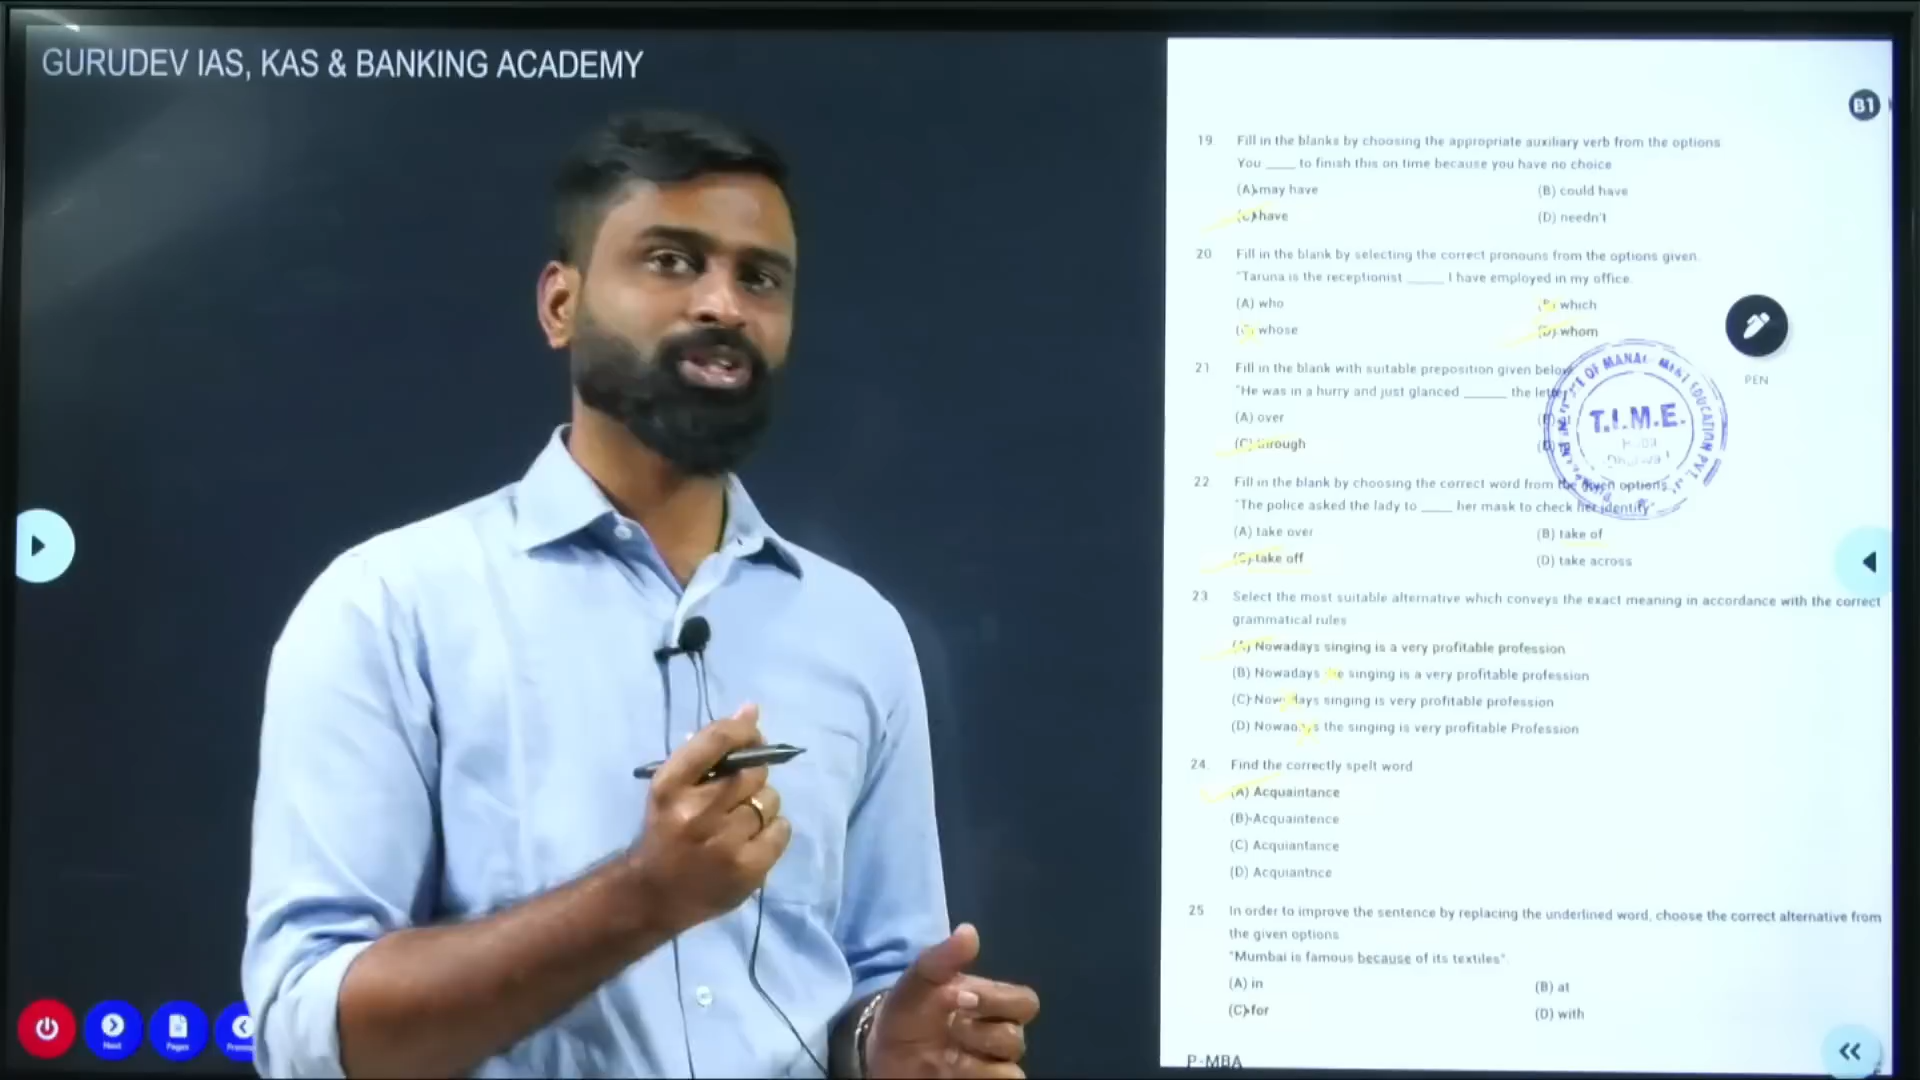 GURUDEV IAS, KAS & BANKING ACADEMY
B1
19 Fill in the blanks by choosing the appropriate auxiliary verb from the options
You ____ to finish this on time because you have no choice
(A) may have (B) could have
(C) have (D) needn't
20 Fill in the blank by selecting the correct pronouns from the options given.
"Taruna is the receptionist _____ I have employed in my office.
(A) who (B) which
(C) whose (D) whom
PEN
21 Fill in the blank with suitable preposition given below
"He was in a hurry and just glanced ______ the letter
(A) over
(C) through
T.I.M.E.
22 Fill in the blank by choosing the correct word from the given options.
"The police asked the lady to ____ her mask to check her identify"
(A) take over (B) take of
(C) take off (D) take across
23 Select the most suitable alternative which conveys the exact meaning in accordance with the correct
grammatical rules
(A) Nowadays singing is a very profitable profession
(B) Nowadays the singing is a very profitable profession
(C) Nowadays singing is very profitable profession
(D) Nowadays the singing is very profitable Profession
24. Find the correctly spelt word
(A) Acquaintance
(B) Acquaintence
(C) Acquiantance
(D) Acquiantnce
25 In order to improve the sentence by replacing the underlined word, choose the correct alternative from
the given options
"Mumbai is famous because of its textiles".
(A) in (B) at
(C) for (D) with
P-MBA
Next
Pages